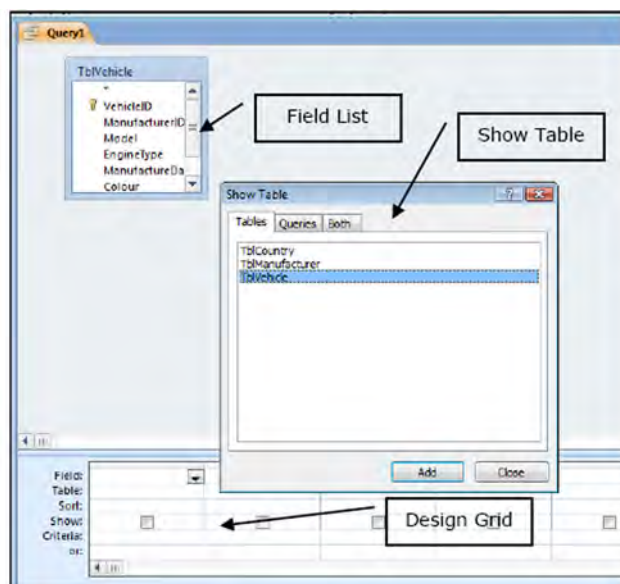 Query1
TblVehicle
*
VehicleID
ManufacturerID
Model
EngineType
ManufactureDa
Colour
Field List
Show Table
Show Table
Tables Queries Both
TblCountry
TblManufacturer
TblVehicle
Add Close
Field:
Table:
Sort:
Show:
Criteria:
or:
Design Grid